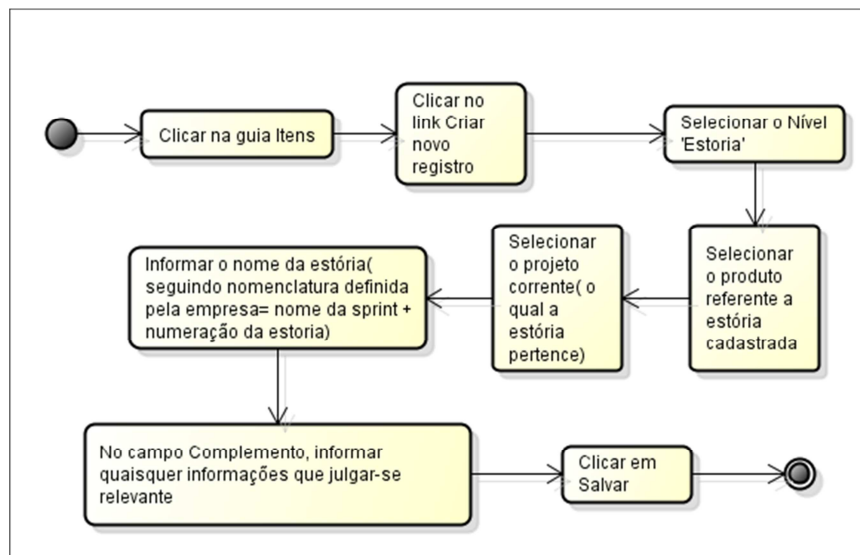 Clicar na guia Itens
Clicar no
link Criar
novo
registro
Selecionar o Nível
'Estoria'
Selecionar
o produto
referente a
estória
cadastrada
Selecionar
o projeto
corrente( o
qual a
estória
pertence)
Informar o nome da estória(
seguindo nomenclatura definida
pela empresa= nome da sprint +
numeração da estoria)
No campo Complemento, informar
quaisquer informações que julgar-se
relevante
Clicar em
Salvar